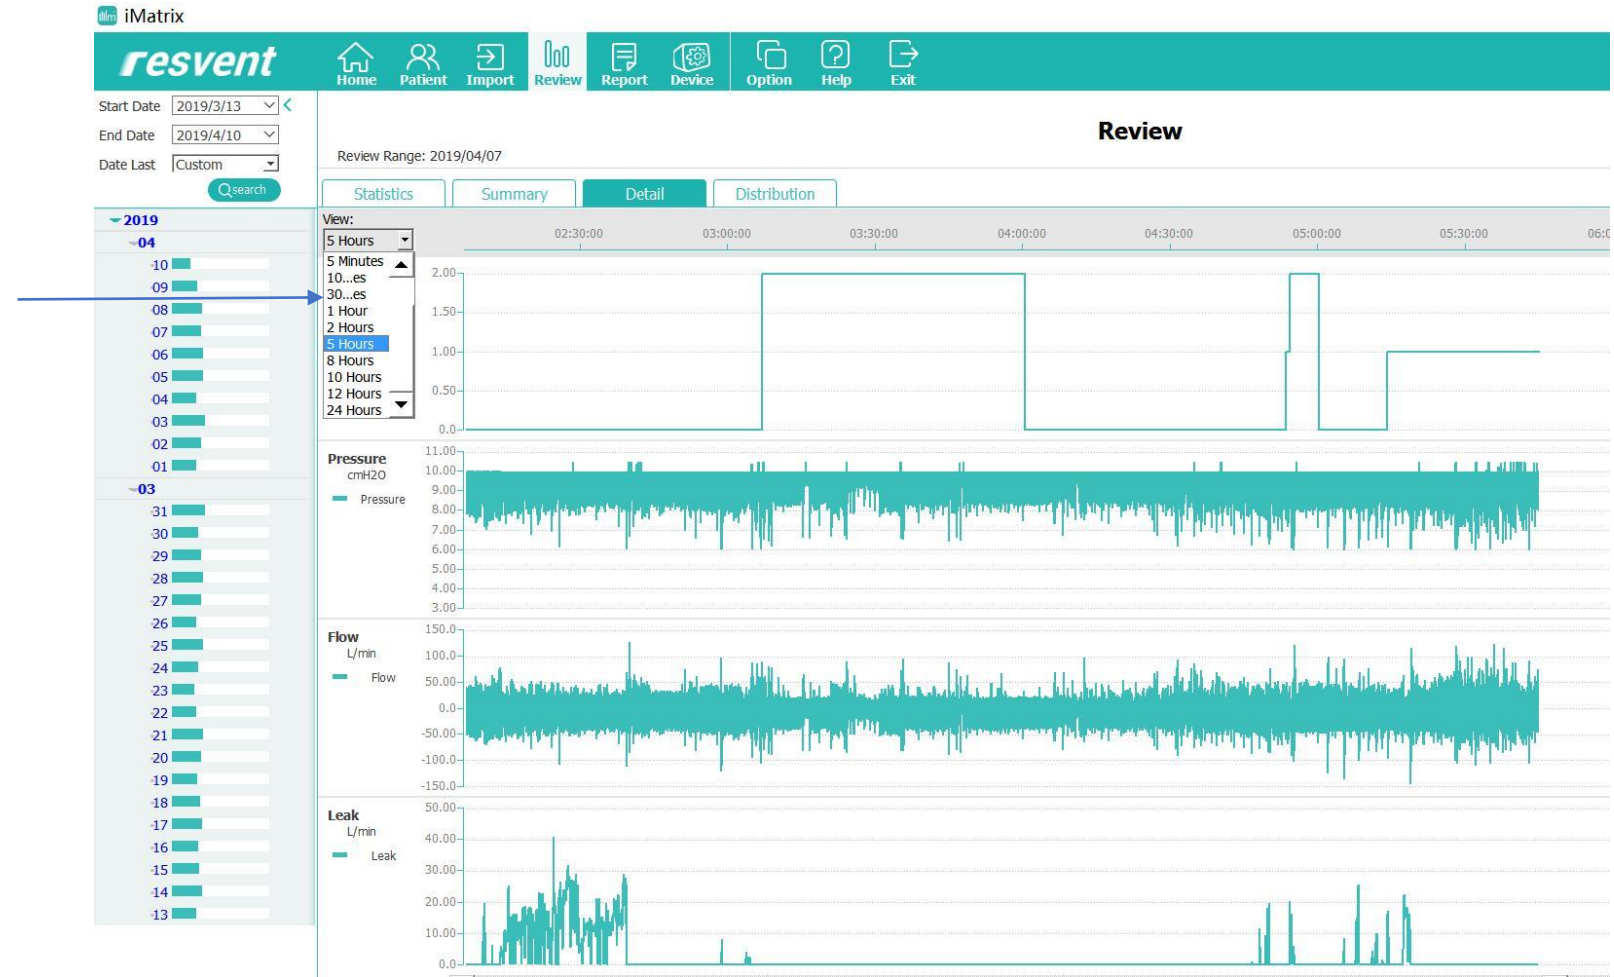 iMatrix
resvent
Home Patient Import Review Report Device Option Help Exit
Start Date 2019/3/13
End Date 2019/4/10
Date Last Custom
search
Review
Review Range: 2019/04/07
Statistics Summary Detail Distribution
2019
04
10
09
08
07
06
05
04
03
02
01
03
31
30
29
28
27
26
25
24
23
22
21
20
19
18
17
16
15
14
13
View:
5 Hours
5 Minutes
10...es
30...es
1 Hour
2 Hours
5 Hours
8 Hours
10 Hours
12 Hours
24 Hours
02:30:00 03:00:00 03:30:00 04:00:00 04:30:00 05:00:00 05:30:00 06:0
2.00
1.50
1.00
0.50
0.0
Pressure
cmH2O
Pressure
11.00
10.00
9.00
8.00
7.00
6.00
5.00
4.00
3.00
Flow
L/min
Flow
150.0
100.0
50.00
0.0
-50.00
-100.0
-150.0
Leak
L/min
Leak
50.00
40.00
30.00
20.00
10.00
0.0